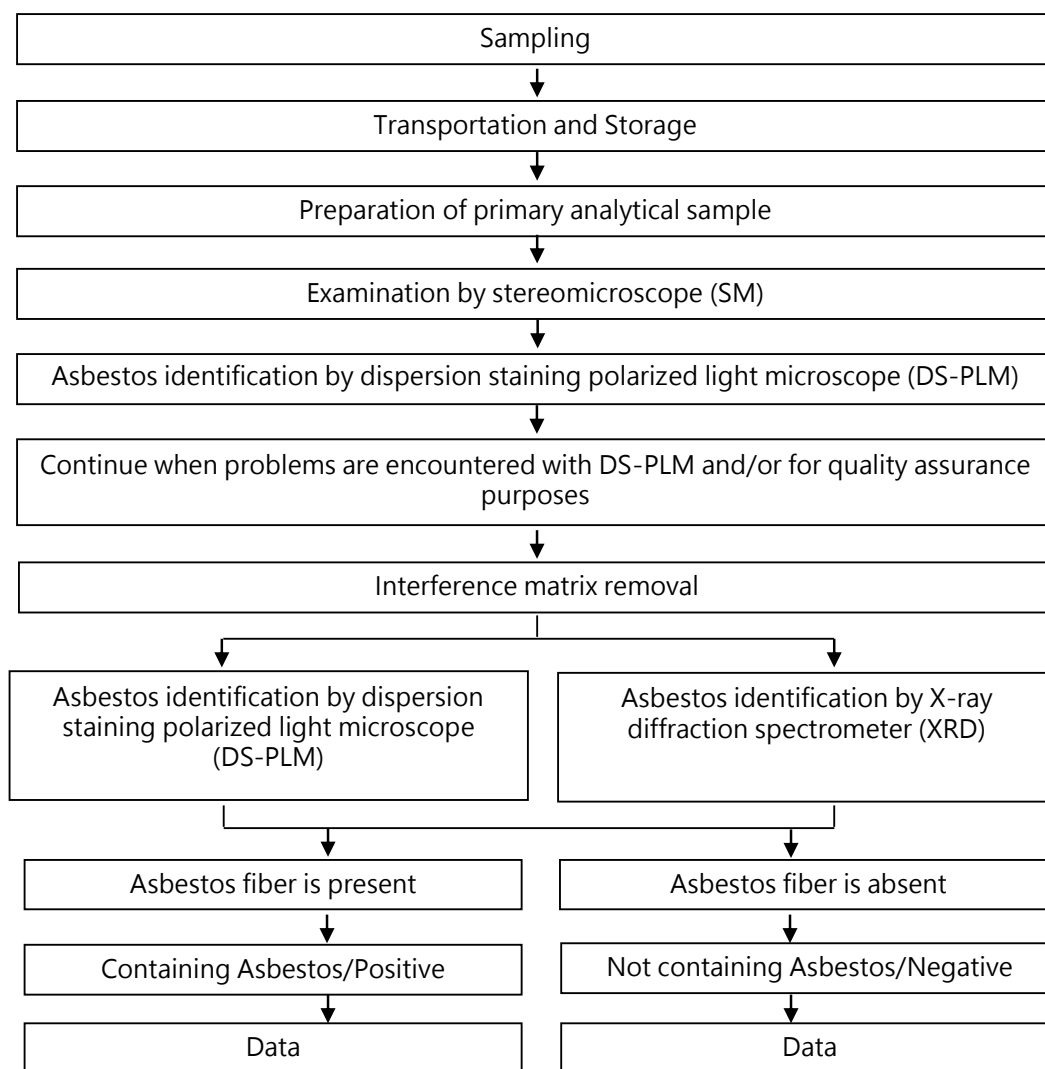 Sampling
Transportation and Storage
Preparation of primary analytical sample
Examination by stereomicroscope (SM)
Asbestos identification by dispersion staining polarized light microscope (DS-PLM)
Continue when problems are encountered with DS-PLM and/or for quality assurance
purposes
Interference matrix removal
Asbestos identification by dispersion
staining polarized light microscope
(DS-PLM)
Asbestos identification by X-ray
diffraction spectrometer (XRD)
Asbestos fiber is present
Asbestos fiber is absent
Containing Asbestos/Positive
Not containing Asbestos/Negative
Data
Data